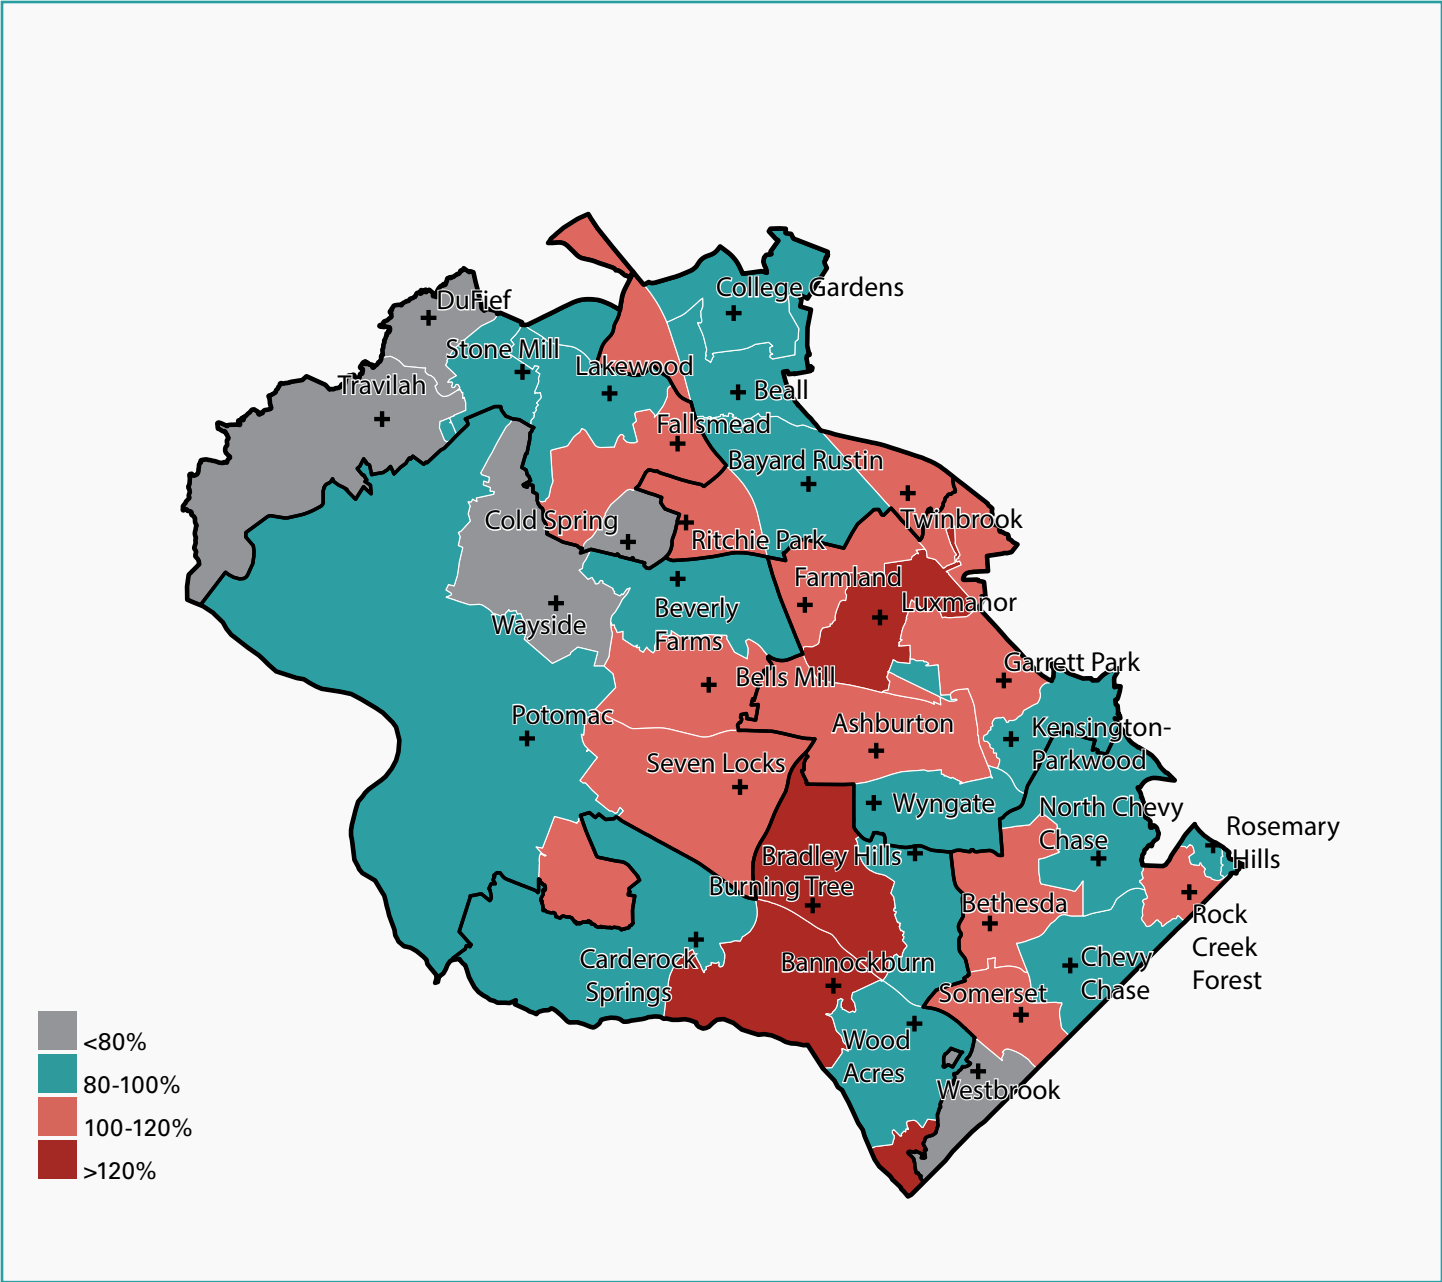 College Gardens
DuFief
Stone Mill
Lakewood
Travilah
Beall
Fallsmead
Bayard Rustin
Cold Spring
Twinbrook
Ritchie Park
Farmland
Luxmanor
Beverly
Farms
Wayside
Garrett Park
Bells Mill
Potomac
Ashburton
Kensington-
Parkwood
Seven Locks
Wyngate
North Chevy
Chase
Rosemary
Hills
Bradley Hills
Burning Tree
Bethesda
Rock
Creek
Forest
Carderock
Springs
Bannockburn
Chevy
Chase
Somerset
Wood
Acres
Westbrook
<80%
80-100%
100-120%
>120%